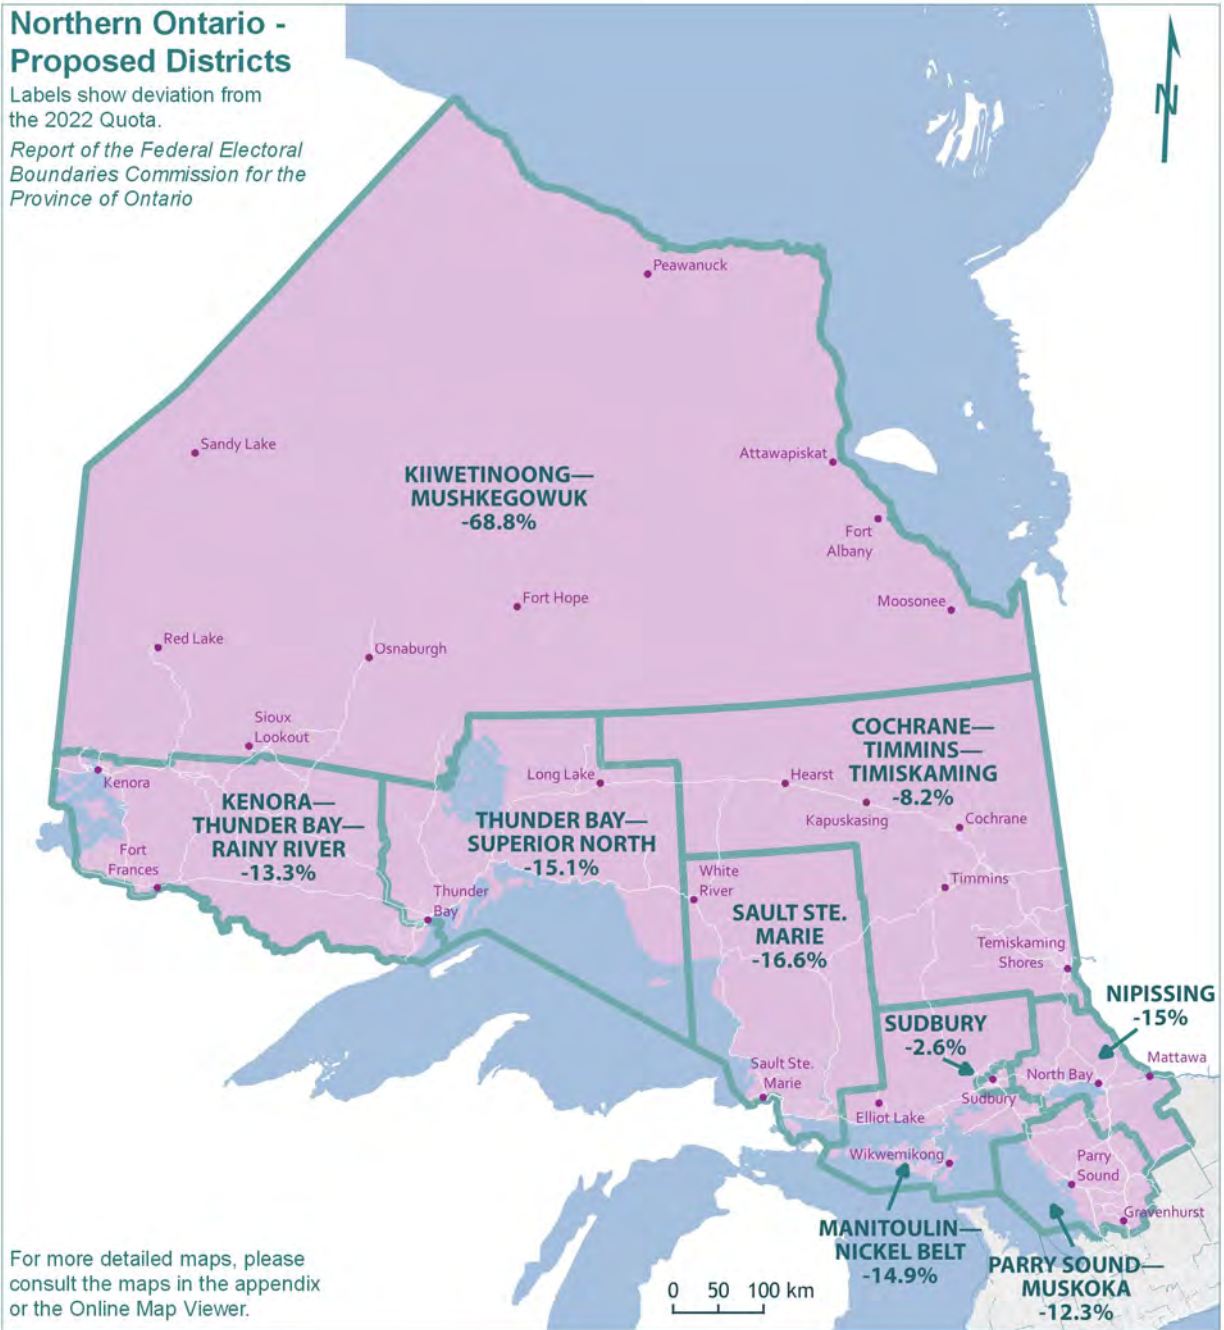 Northern Ontario -
Proposed Districts
Labels show deviation from
the 2022 Quota.
Report of the Federal Electoral
Boundaries Commission for the
Province of Ontario
N
Peawanuck
Sandy Lake
Attawapiskat
KIIWETINOONG—
MUSHKEGOWUK
-68.8%
Fort
Albany
Fort Hope
Moosonee
Red Lake
Osnaburgh
Sioux
Lookout
COCHRANE—
TIMMINS—
TIMISKAMING
-8.2%
Kenora
Long Lake
Hearst
Kapuskasing
Cochrane
KENORA—
THUNDER BAY—
RAINY RIVER
-13.3%
THUNDER BAY—
SUPERIOR NORTH
-15.1%
Fort
Frances
White
River
Timmins
Thunder
Bay
SAULT STE.
MARIE
-16.6%
Temiskaming
Shores
NIPISSING
-15%
SUDBURY
-2.6%
Mattawa
Sault Ste.
Marie
North Bay
Sudbury
Elliot Lake
Wikwemikong
Parry
Sound
Gravenhurst
MANITOULIN—
NICKEL BELT
-14.9%
PARRY SOUND—
MUSKOKA
-12.3%
For more detailed maps, please
consult the maps in the appendix
or the Online Map Viewer.
0 50 100 km